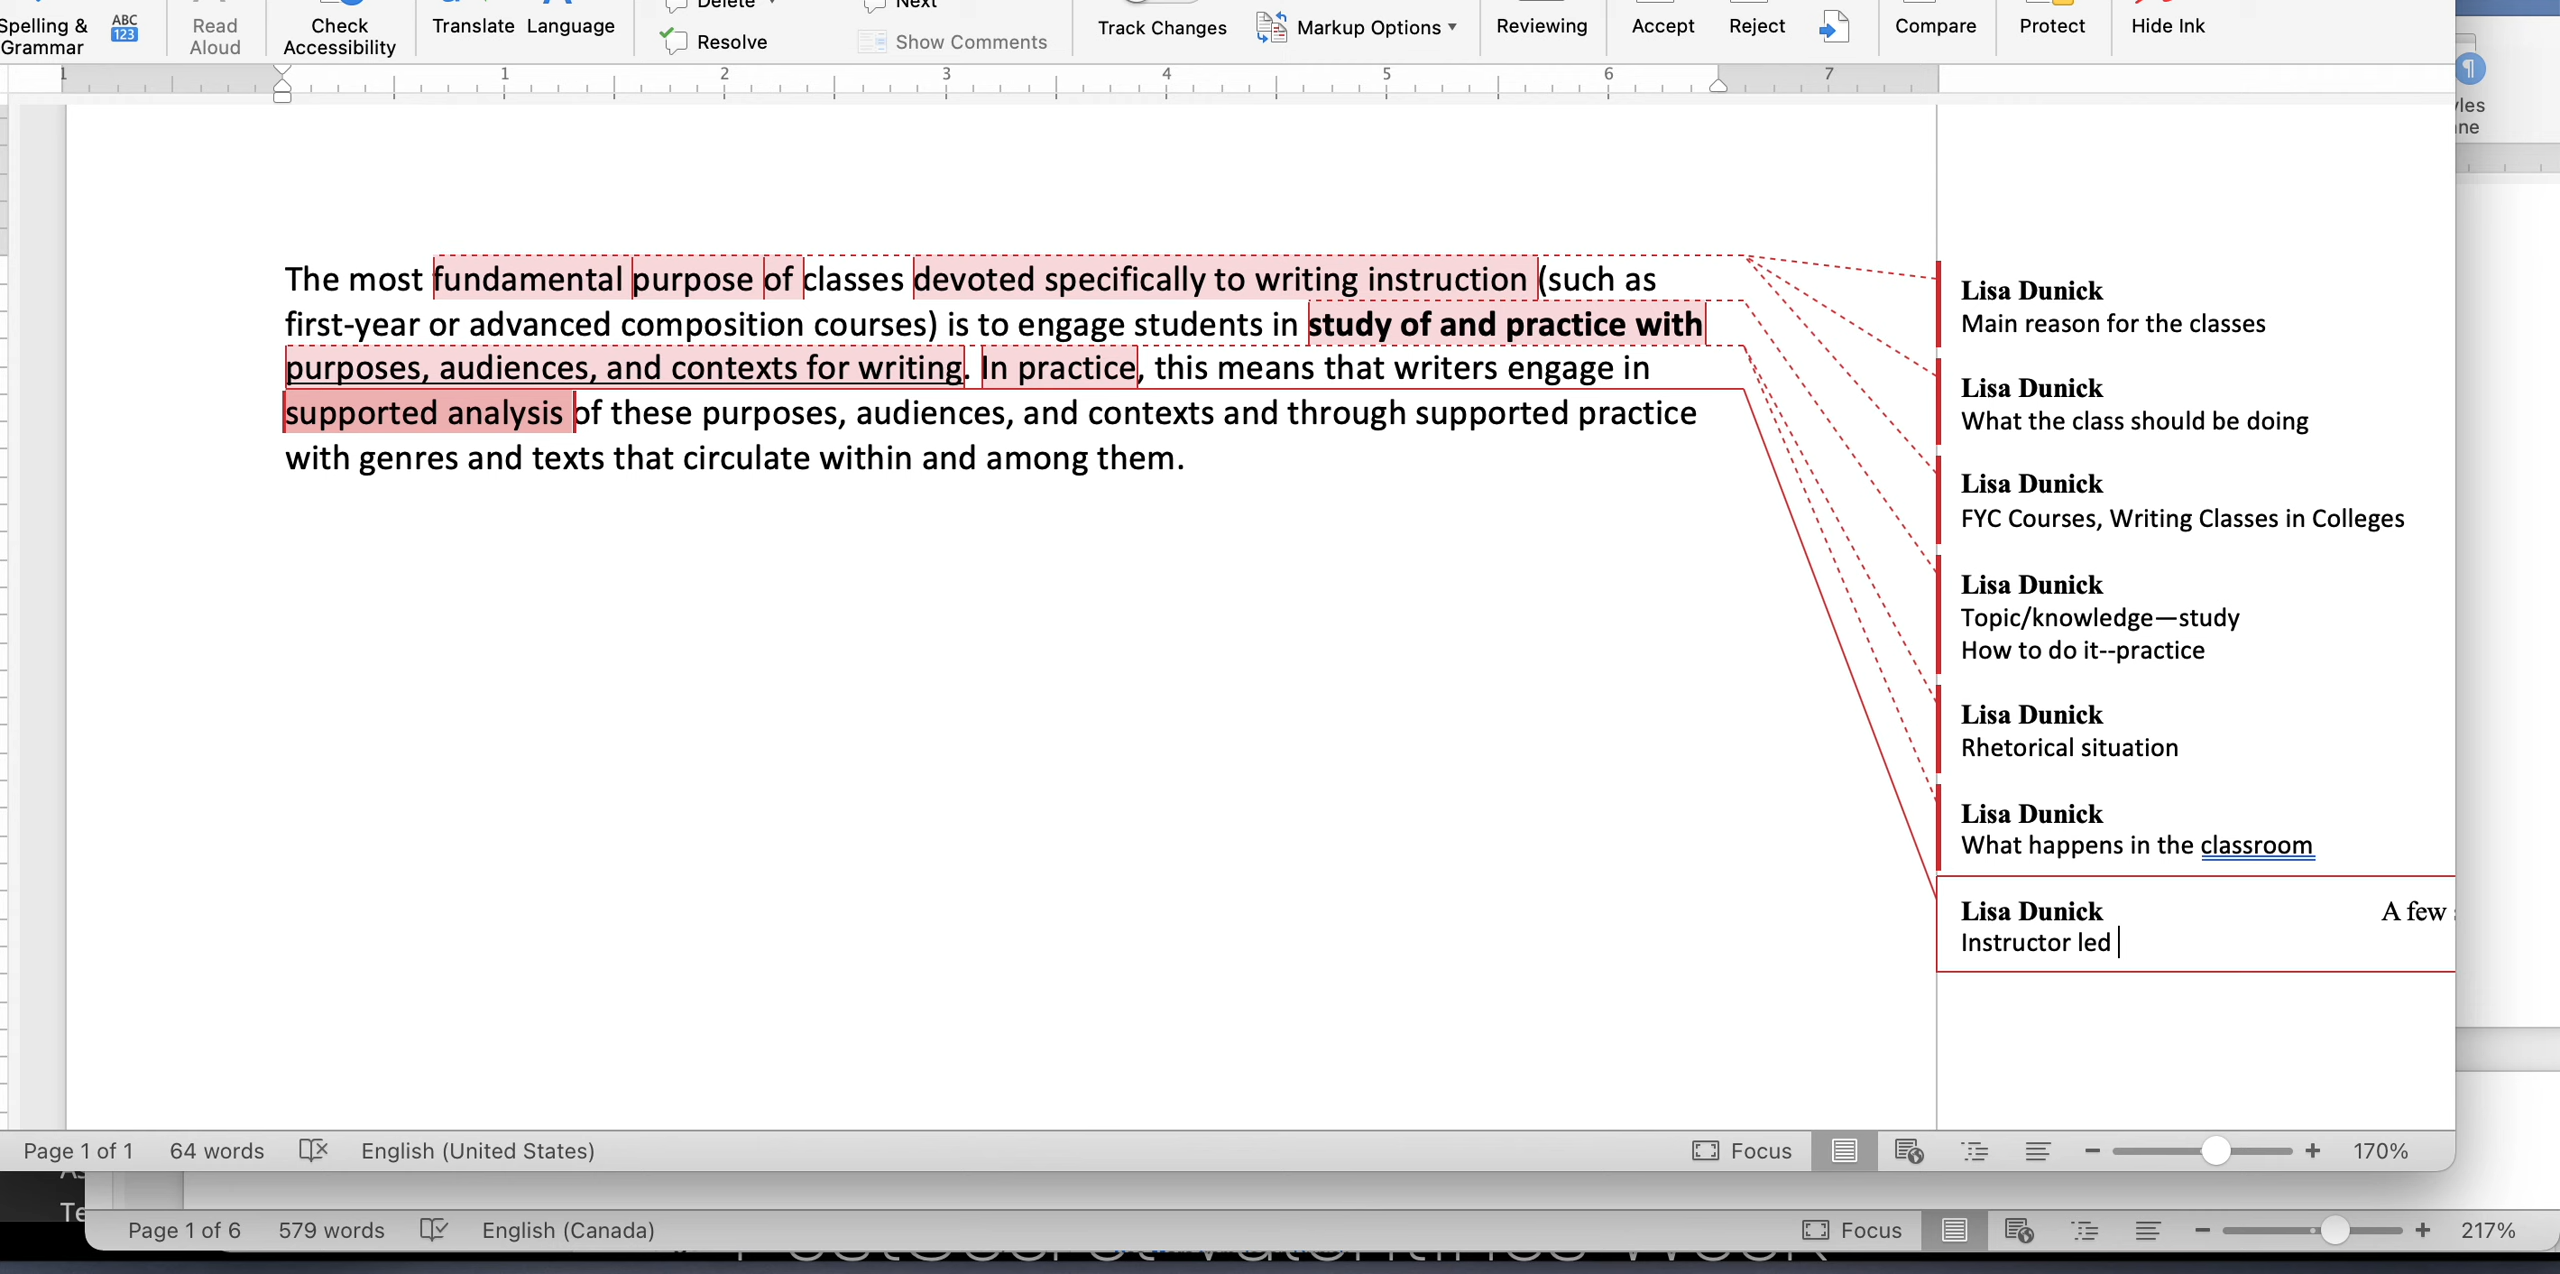 Delete
Next
Spelling &
Grammar
ABC
123
Read
Aloud
Check
Accessibility
Translate
Language
Resolve
Show Comments
Track Changes
Markup Options
Reviewing
Accept
Reject
Compare
Protect
Hide Ink
1 1 2 3 4 5 6 7
The most fundamental purpose of classes devoted specifically to writing instruction (such as
first-year or advanced composition courses) is to engage students in study of and practice with
purposes, audiences, and contexts for writing. In practice, this means that writers engage in
supported analysis of these purposes, audiences, and contexts and through supported practice
with genres and texts that circulate within and among them.
Lisa Dunick
Main reason for the classes
Lisa Dunick
What the class should be doing
Lisa Dunick
FYC Courses, Writing Classes in Colleges
Lisa Dunick
Topic/knowledge—study
How to do it--practice
Lisa Dunick
Rhetorical situation
Lisa Dunick
What happens in the classroom
Lisa Dunick A few
Instructor led
Page 1 of 1 64 words English (United States) Focus 170%
Page 1 of 6 579 words English (Canada) Focus 217%